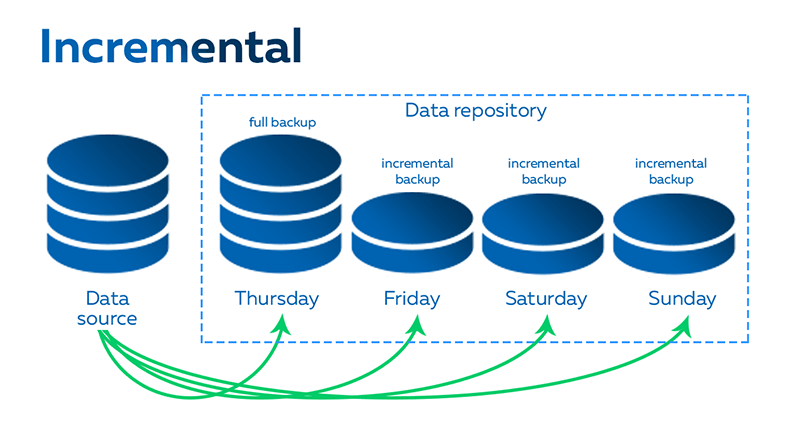 Incremental
Data repository
full backup
incremental
backup
incremental
backup
incremental
backup
Data
source
Thursday
Friday
Saturday
Sunday